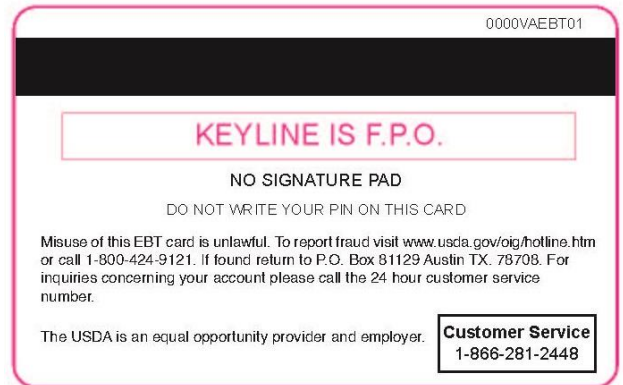 0000VAEBT01
KEYLINE IS F.P.O.
NO SIGNATURE PAD
DO NOT WRITE YOUR PIN ON THIS CARD
Misuse of this EBT card is unlawful. To report fraud visit www.usda.gov/oig/hotline.htm
or call 1-800-424-9121. If found return to P.O. Box 81129 Austin TX. 78708. For
inquiries concerning your account please call the 24 hour customer service
number.
The USDA is an equal opportunity provider and employer.
Customer Service
1-866-281-2448